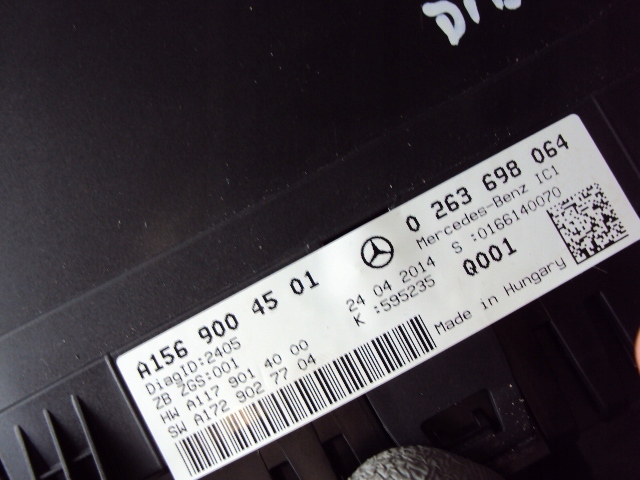 A156 900 45 01
DiagID:2405
ZB ZGS:001
HW A117 901 40 00
SW A172 902 77 04
0 263 698 064
Mercedes-Benz IC1
24 04 2014 S :0166140070
K :595235 Q001
Made in Hungary